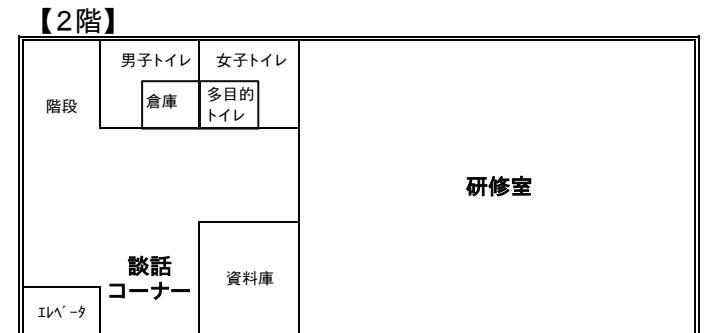 【2階】
男子トイレ
女子トイレ
階段
倉庫
多目的
トイレ
研修室
談話
コーナー
資料庫
ｴﾚﾍﾞｰﾀ